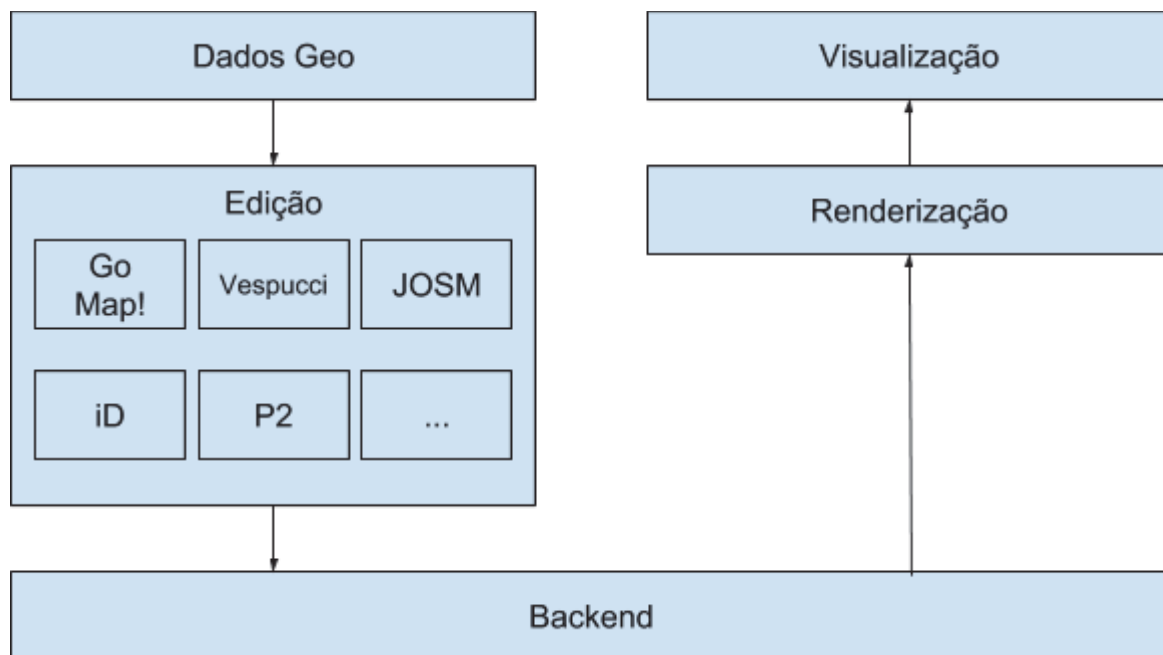 Dados Geo
Edição
Go
Map!
Vespucci
JOSM
iD
P2
...
Backend
Renderização
Visualização